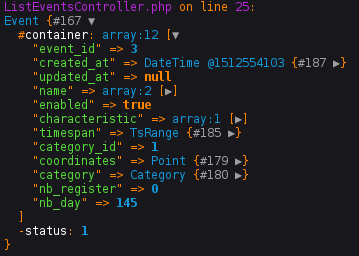 ListEventsController.php on line 25:
Event {#167 ▼
  #container: array:12 [▼
    "event_id" => 3
    "created_at" => DateTime @1512554103 {#187 ▶}
    "updated_at" => null
    "name" => array:2 [▶]
    "enabled" => true
    "characteristic" => array:1 [▶]
    "timespan" => TsRange {#185 ▶}
    "category_id" => 1
    "coordinates" => Point {#179 ▶}
    "category" => Category {#180 ▶}
    "nb_register" => 0
    "nb_day" => 145
  ]
  -status: 1
}